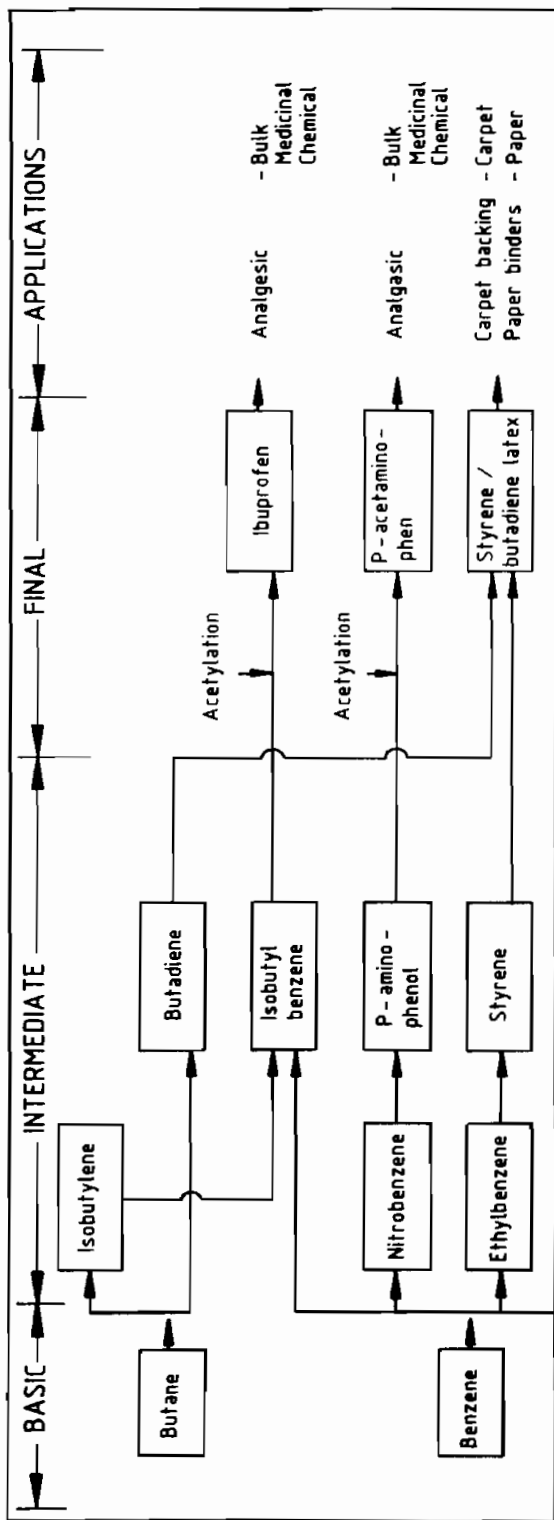 BASIC
INTERMEDIATE
FINAL
APPLICATIONS
Butane
Isobutylene
Butadiene
Isobutyl
benzene
Acetylation
Ibuprofen
Analgesic
- Bulk
Medicinal
Chemical
Benzene
Nitrobenzene
P-amino-
phenol
Acetylation
P-acetamino-
phen
Analgasic
- Bulk
Medicinal
Chemical
Ethylbenzene
Styrene
Styrene /
butadiene latex
Carpet backing - Carpet
Paper binders - Paper